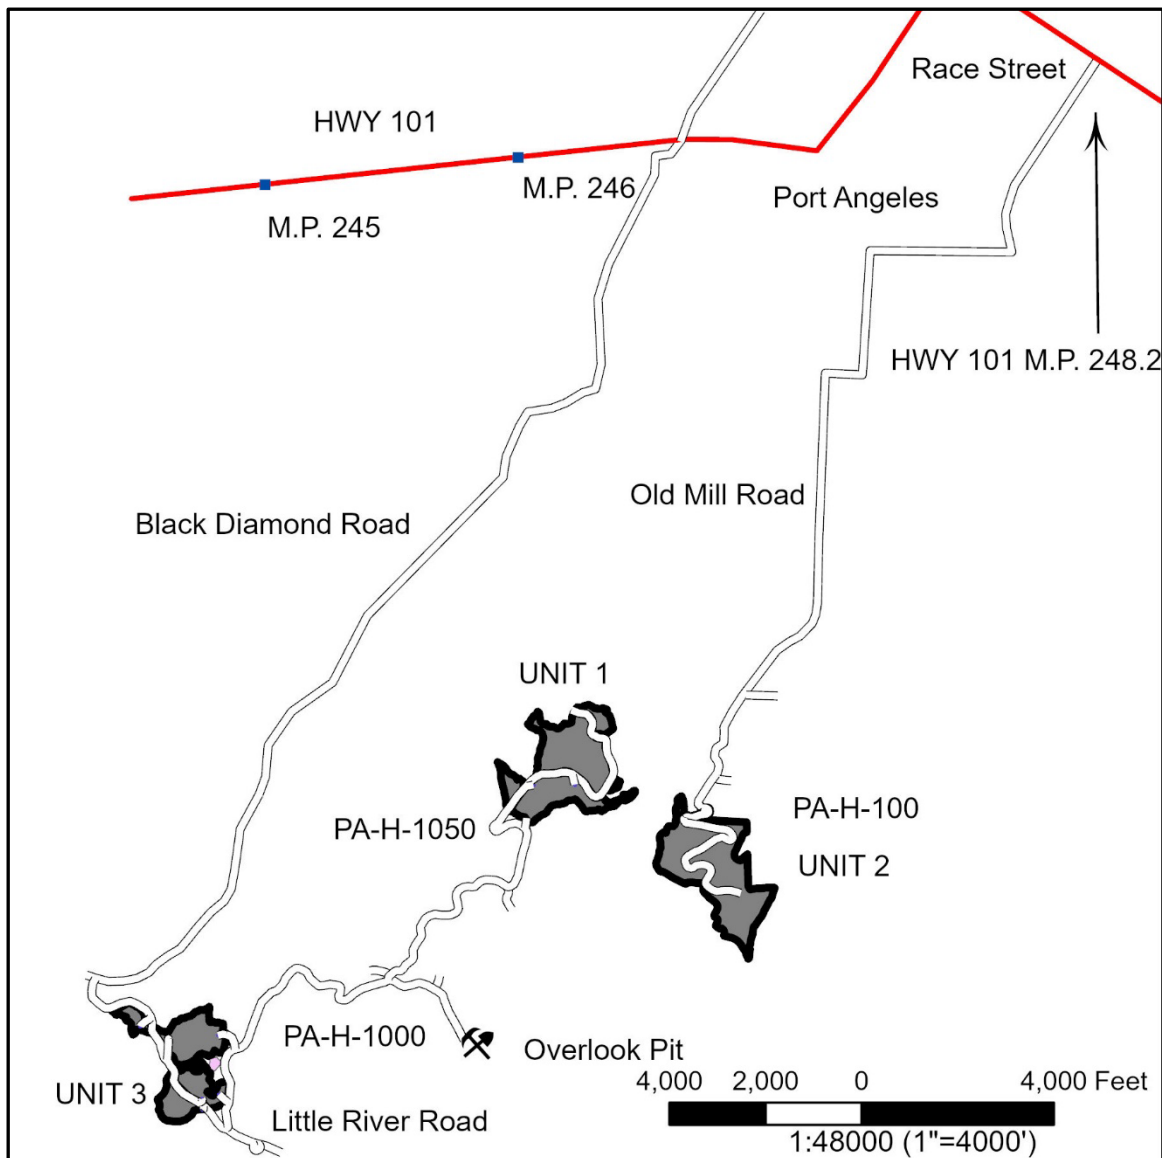 Race Street
HWY 101
M.P. 246
Port Angeles
M.P. 245
HWY 101 M.P. 248.2
Old Mill Road
Black Diamond Road
UNIT 1
PA-H-100
PA-H-1050
UNIT 2
PA-H-1000
Overlook Pit
4,000 2,000 0 4,000 Feet
UNIT 3
Little River Road
1:48000 (1"=4000')